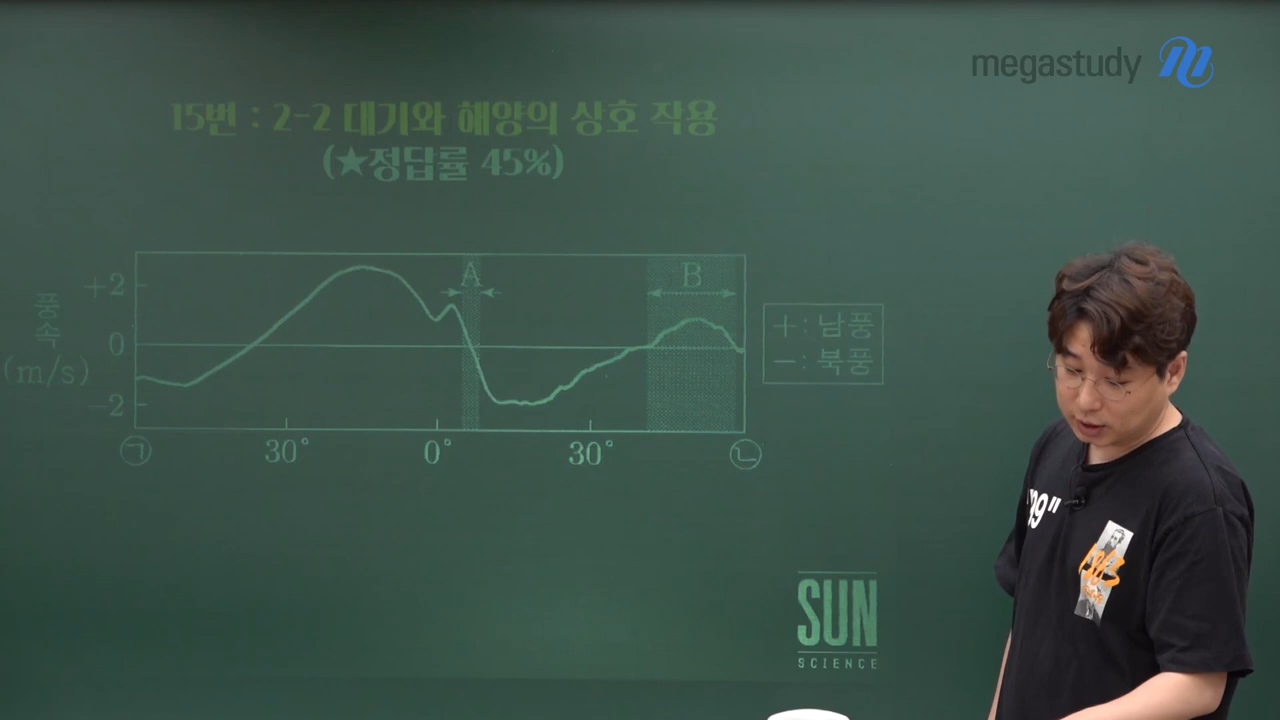 megastudy
15번 : 2-2 대기와 해양의 상호 작용
(★정답률 45%)
A
B
풍속
(m/s)
+2
0
-2
+ : 남풍
- : 북풍
㉠
30°
0°
30°
㉡
"99"
SUN
SCIENCE